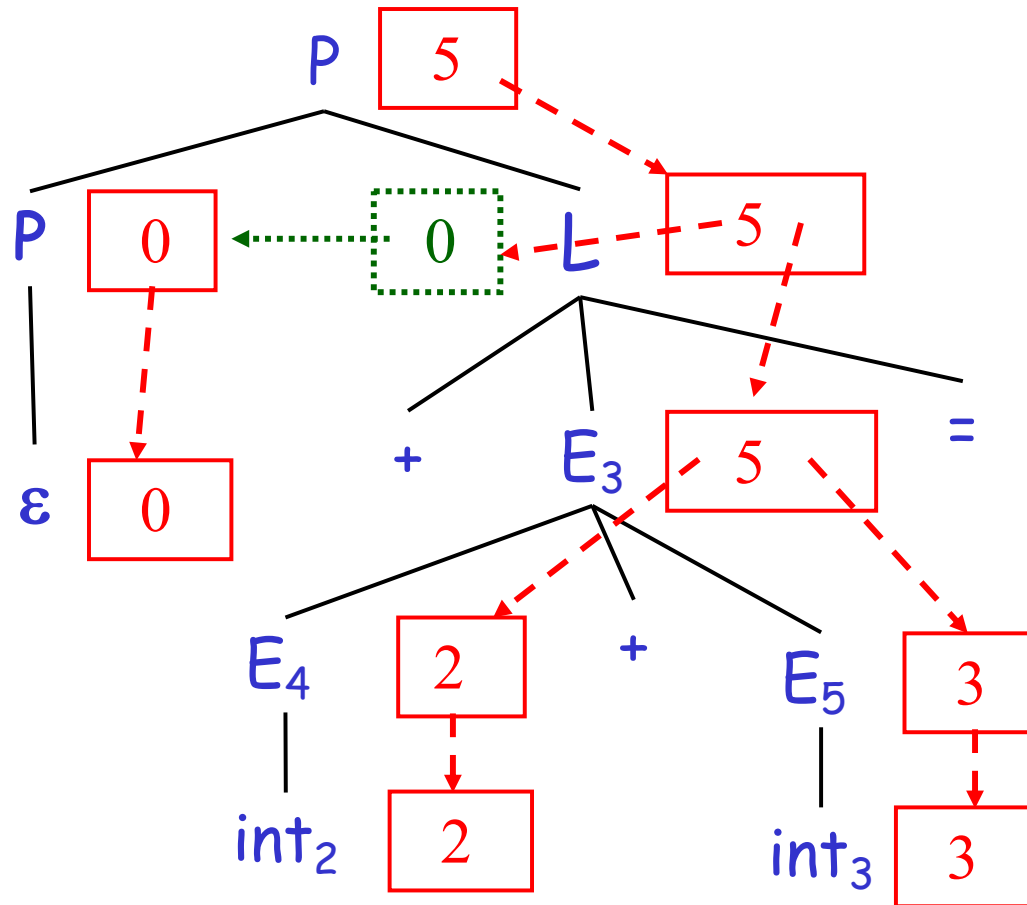 P 5
P 0 0 L 5
+ E₃ 5 =
ε 0
E₄ 2 + E₅ 3
int₂ 2 int₃ 3